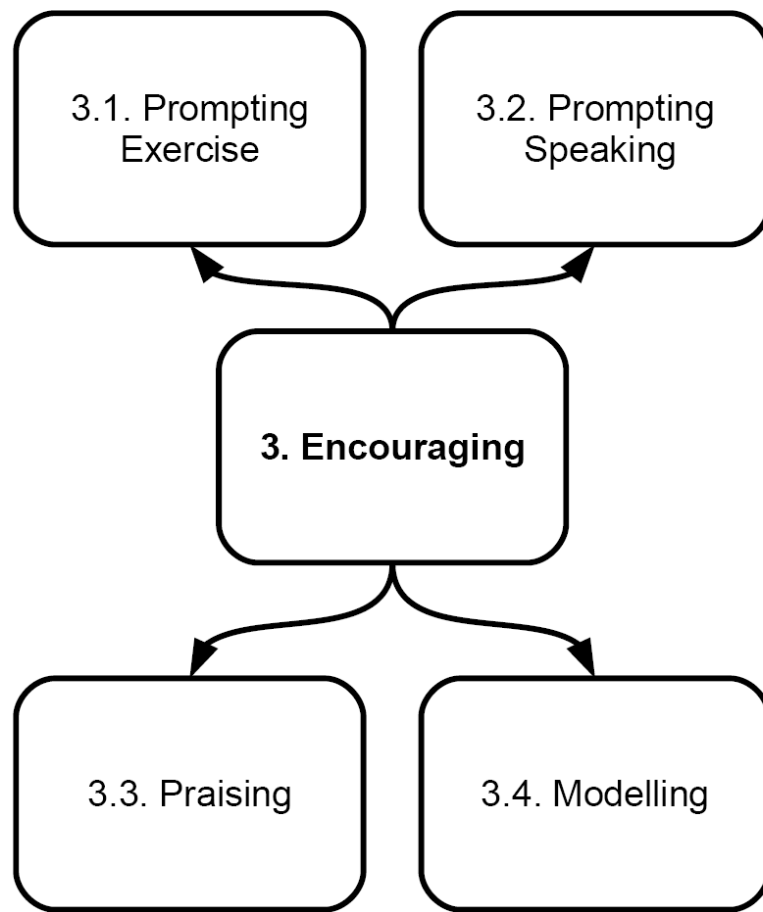 3.1. Prompting
Exercise
3.2. Prompting
Speaking
3. Encouraging
3.3. Praising
3.4. Modelling